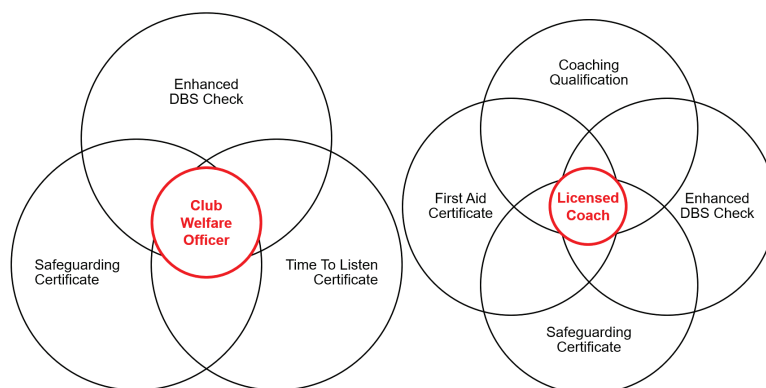 Enhanced
DBS Check
Club
Welfare
Officer
Safeguarding
Certificate
Time To Listen
Certificate
Coaching
Qualification
First Aid
Certificate
Licensed
Coach
Enhanced
DBS Check
Safeguarding
Certificate